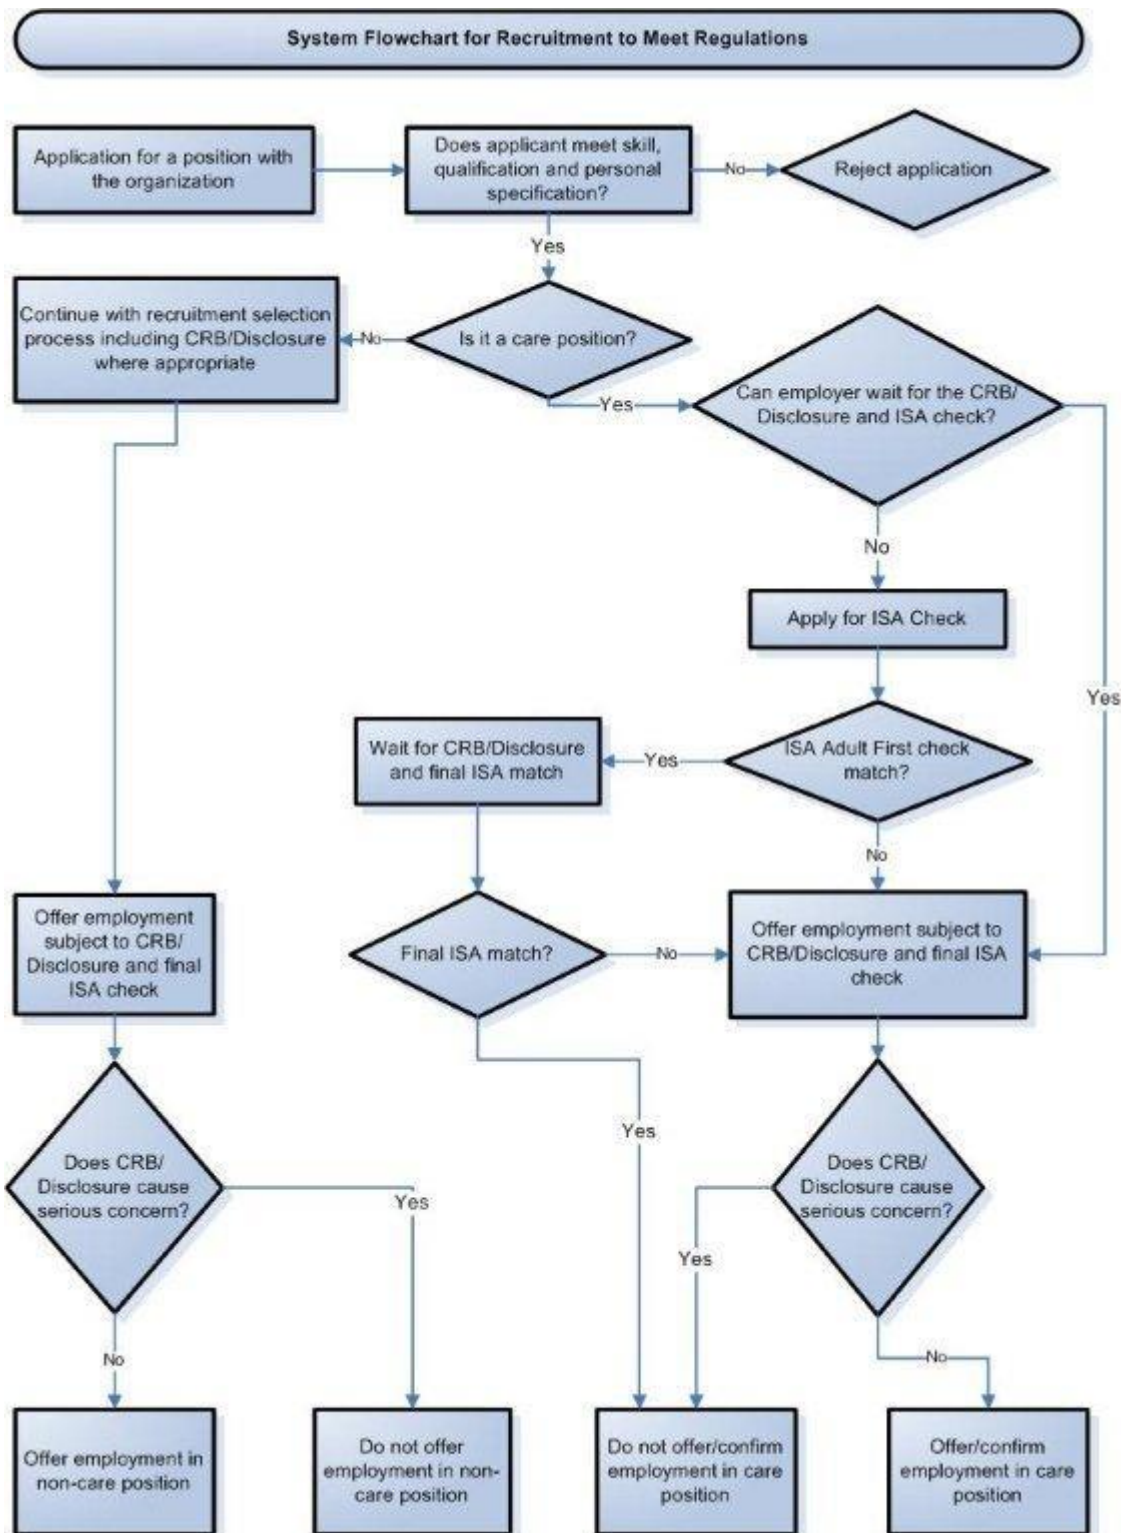 System Flowchart for Recruitment to Meet Regulations
Application for a position with
the organization
Does applicant meet skill,
qualification and personal
specification?
No
Reject application
Yes
Continue with recruitment selection
process including CRB/Disclosure
where appropriate
No
Is it a care position?
Yes
Can employer wait for the CRB/
Disclosure and ISA check?
No
Apply for ISA Check
Yes
Wait for CRB/Disclosure
and final ISA match
Yes
ISA Adult First check
match?
No
Offer employment
subject to CRB/
Disclosure and final
ISA check
Final ISA match?
No
Offer employment subject to
CRB/Disclosure and final ISA
check
Yes
Does CRB/
Disclosure cause
serious concern?
Yes
Does CRB/
Disclosure cause
serious concern?
Yes
No
No
Offer employment in
non-care position
Do not offer
employment in non-
care position
Do not offer/confirm
employment in care
position
Offer/confirm
employment in care
position